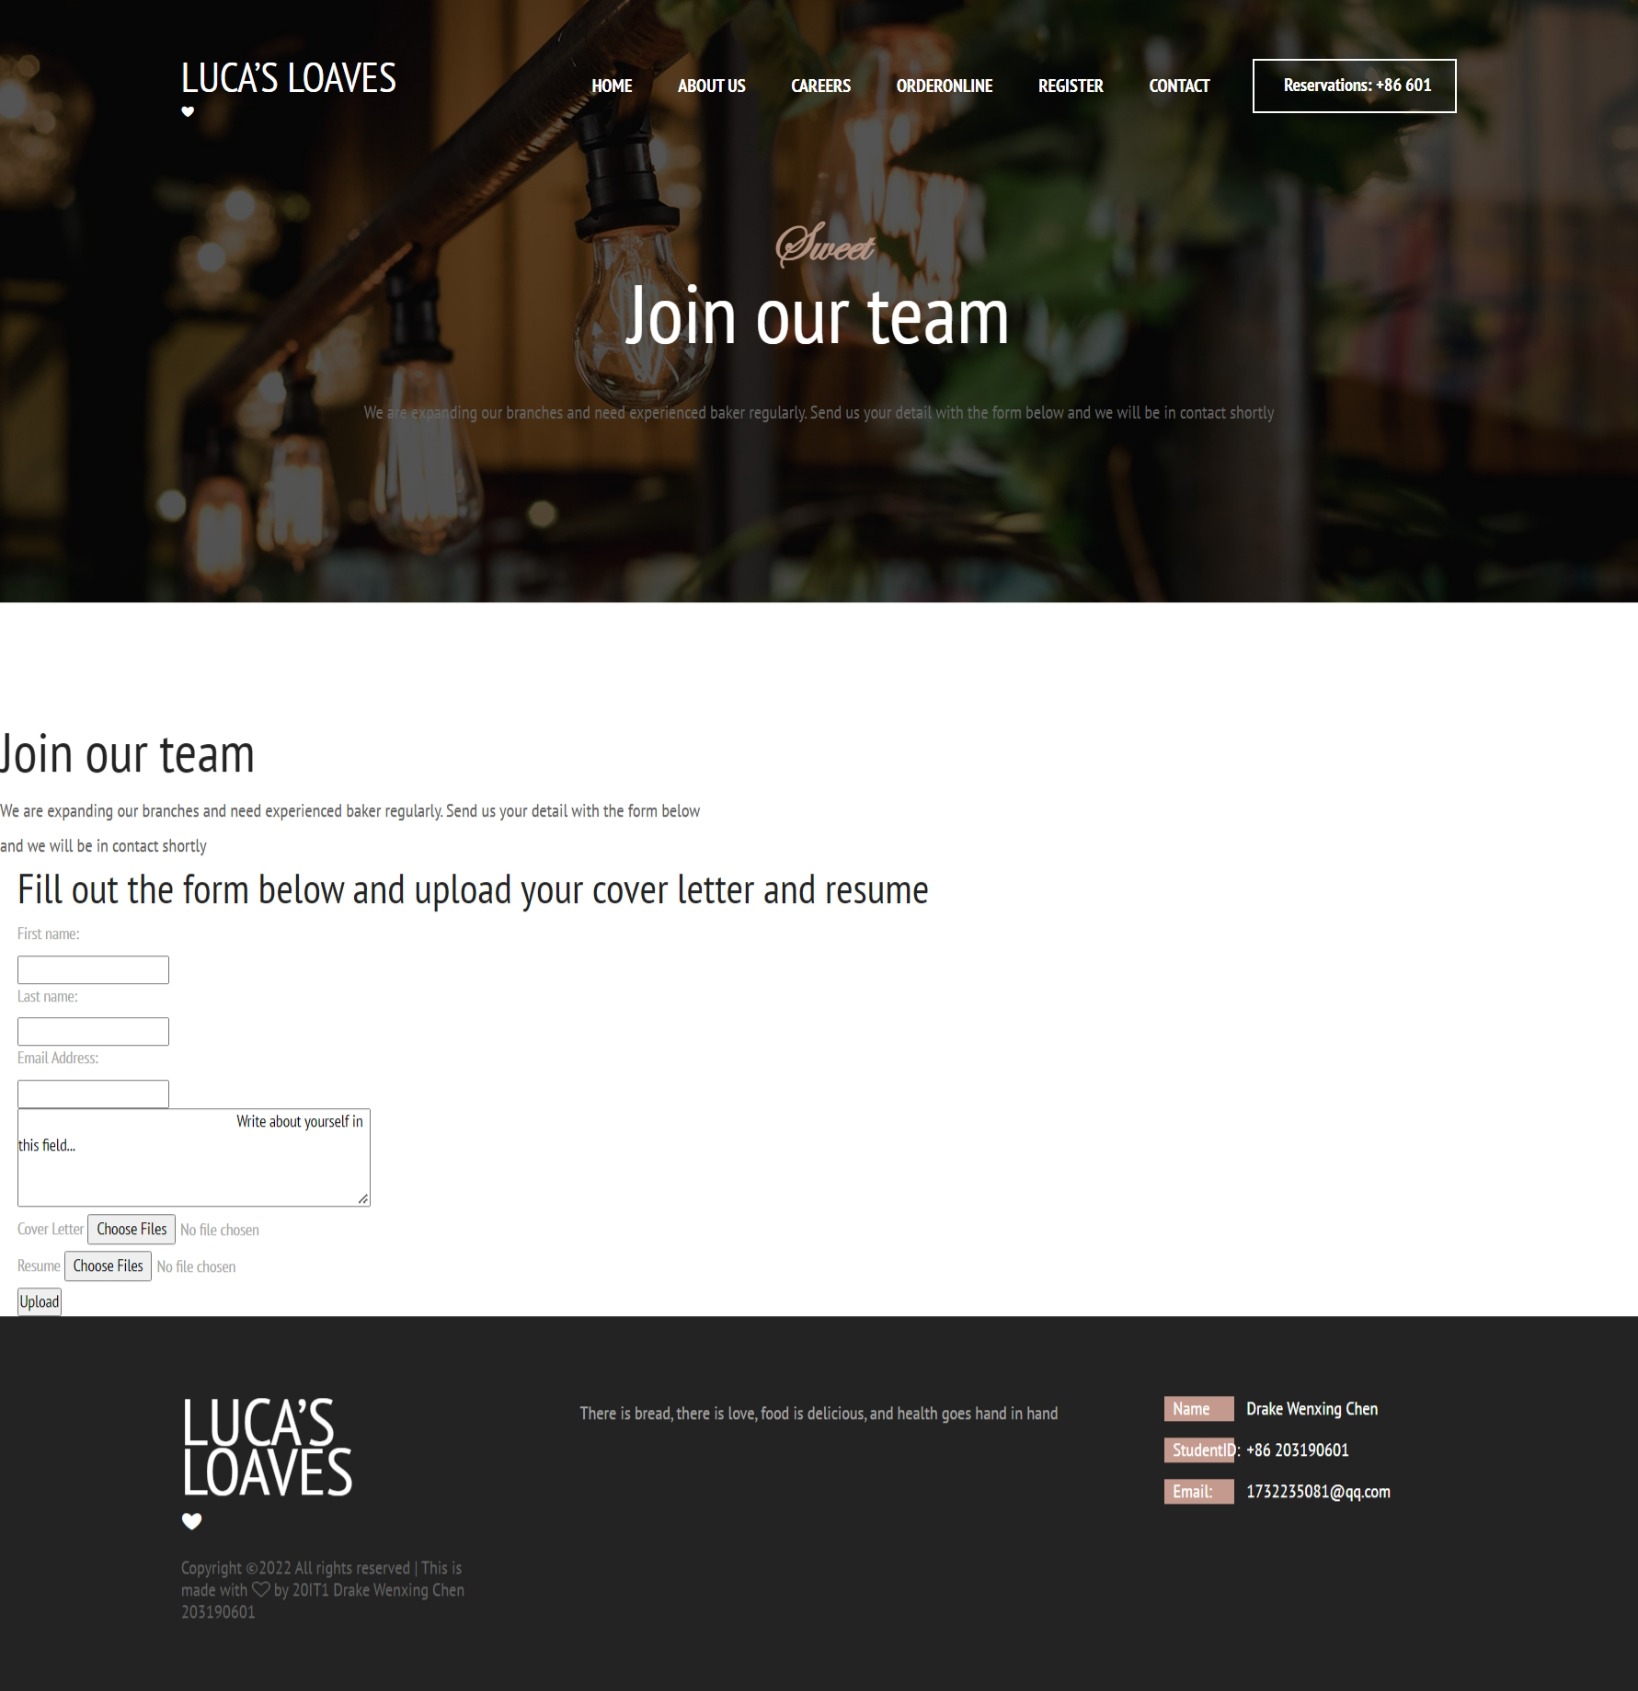 LUCA'S LOAVES
HOME ABOUT US CAREERS ORDERONLINE REGISTER CONTACT Reservations: +86 601
Sweet
Join our team
We are expanding our branches and need experienced baker regularly. Send us your detail with the form below and we will be in contact shortly
Join our team
We are expanding our branches and need experienced baker regularly. Send us your detail with the form below
and we will be in contact shortly
Fill out the form below and upload your cover letter and resume
First name:
Last name:
Email Address:
Write about yourself in
this field...
Cover Letter Choose Files No file chosen
Resume Choose Files No file chosen
Upload
LUCA'S
LOAVES
Copyright ©2022 All rights reserved | This is
made with ♡ by 20IT1 Drake Wenxing Chen
203190601
There is bread, there is love, food is delicious, and health goes hand in hand
Name Drake Wenxing Chen
StudentID: +86 203190601
Email: 1732235081@qq.com